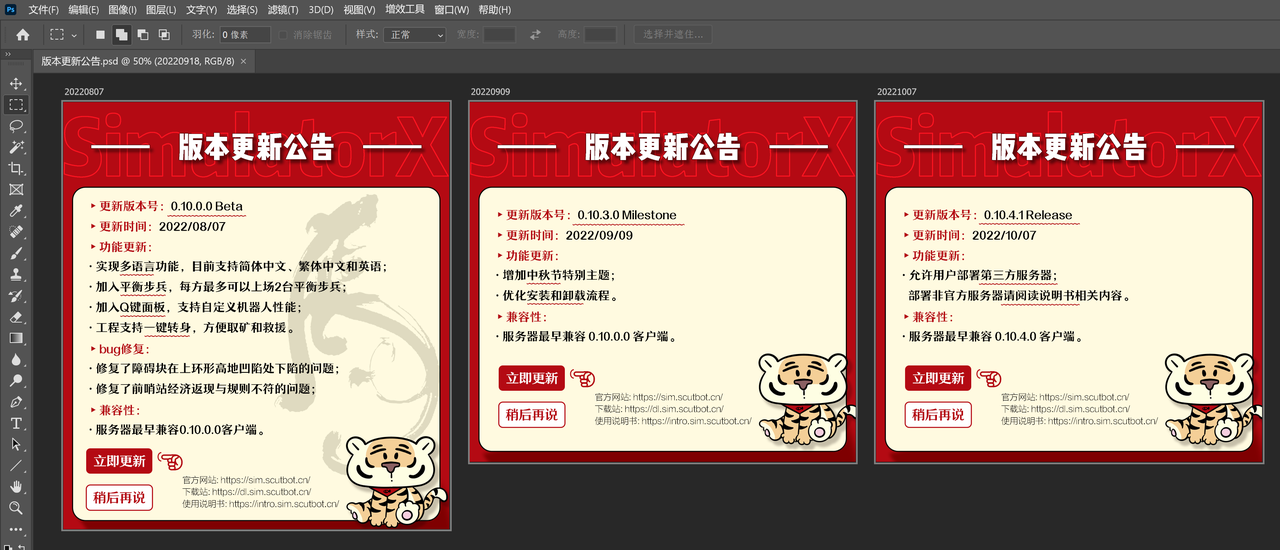 Ps 文件(F) 编辑(E) 图像(I) 图层(L) 文字(Y) 选择(S) 滤镜(T) 3D(D) 视图(V) 增效工具 窗口(W) 帮助(H)
羽化: 0 像素 消除锯齿 样式: 正常 宽度: 高度: 选择并遮住...
版本更新公告.psd @ 50% (20220918, RGB/8) ×
20220807
SimulatorX
版本更新公告
更新版本号: 0.10.0.0 Beta
更新时间: 2022/08/07
功能更新:
·实现多语言功能，目前支持简体中文、繁体中文和英语；
·加入平衡步兵，每方最多可以上场2台平衡步兵；
·加入Q键面板，支持自定义机器人性能；
·工程支持一键转身，方便取矿和救援。
bug修复:
·修复了障碍块在上环形高地凹陷处下陷的问题；
·修复了前哨站经济返现与规则不符的问题；
兼容性:
·服务器最早兼容0.10.0.0客户端。
立即更新
稍后再说
官方网站: https://sim.scutbot.cn/
下载站: https://dl.sim.scutbot.cn/
使用说明书: https://intro.sim.scutbot.cn/
20220909
SimulatorX
版本更新公告
更新版本号: 0.10.3.0 Milestone
更新时间: 2022/09/09
功能更新:
·增加中秋节特别主题；
·优化安装和卸载流程。
兼容性:
·服务器最早兼容 0.10.0.0 客户端。
立即更新
稍后再说
官方网站: https://sim.scutbot.cn/
下载站: https://dl.sim.scutbot.cn/
使用说明书: https://intro.sim.scutbot.cn/
20221007
SimulatorX
版本更新公告
更新版本号: 0.10.4.1 Release
更新时间: 2022/10/07
功能更新:
·允许用户部署第三方服务器；
部署非官方服务器请阅读说明书相关内容。
兼容性:
·服务器最早兼容 0.10.4.0 客户端。
立即更新
稍后再说
官方网站: https://sim.scutbot.cn/
下载站: https://dl.sim.scutbot.cn/
使用说明书: https://intro.sim.scutbot.cn/